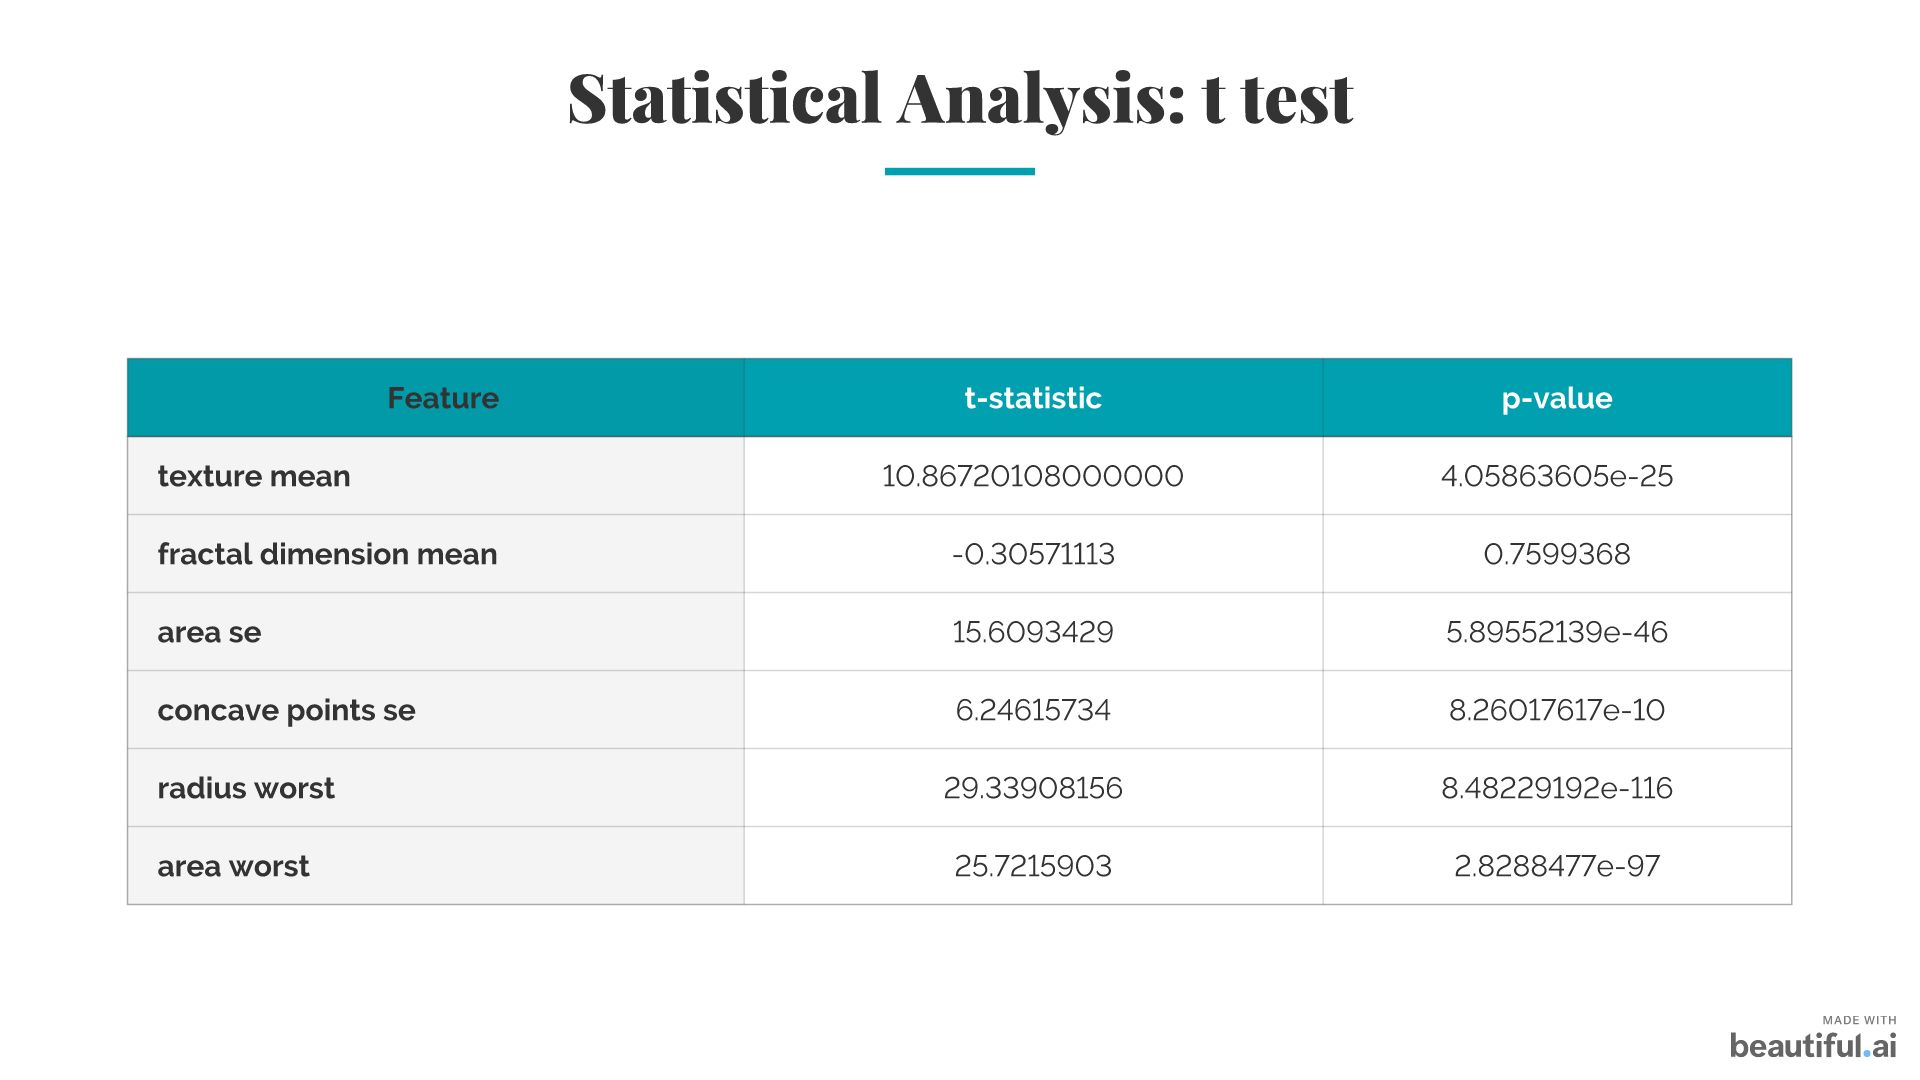 Statistical Analysis: t test
Feature t-statistic p-value
texture mean 10.86720108000000 4.05863605e-25
fractal dimension mean -0.30571113 0.7599368
area se 15.6093429 5.89552139e-46
concave points se 6.24615734 8.26017617e-10
radius worst 29.33908156 8.48229192e-116
area worst 25.7215903 2.8288477e-97
MADE WITH
beautiful.ai